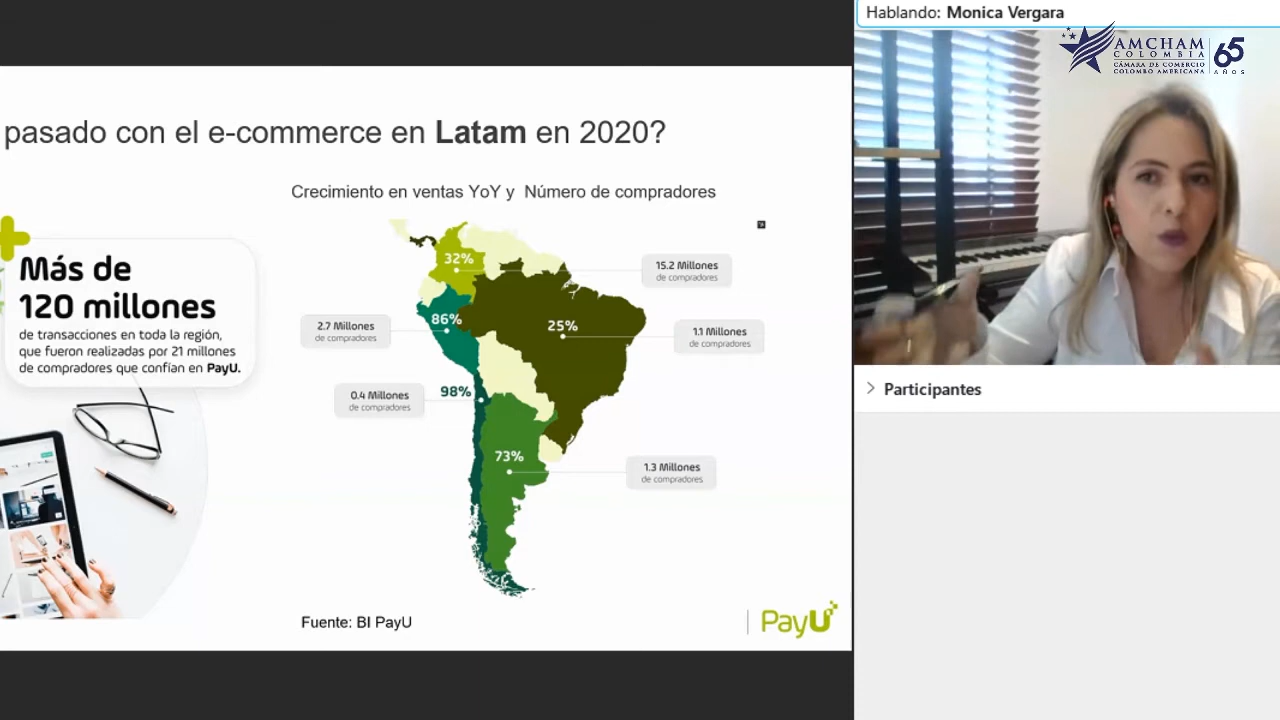 Hablando: Monica Vergara
AMCHAM
COLOMBIA
CÁMARA DE COMERCIO
COLOMBO AMERICANA
65
AÑOS
pasado con el e-commerce en Latam en 2020?
Crecimiento en ventas YoY y Número de compradores
Más de
120 millones
de transacciones en toda la región,
que fueron realizadas por 21 millones
de compradores que confían en PayU.
32%
15.2 Millones
de compradores
86%
2.7 Millones
de compradores
25%
1.1 Millones
de compradores
98%
0.4 Millones
de compradores
73%
1.3 Millones
de compradores
Fuente: BI PayU
PayU
Participantes